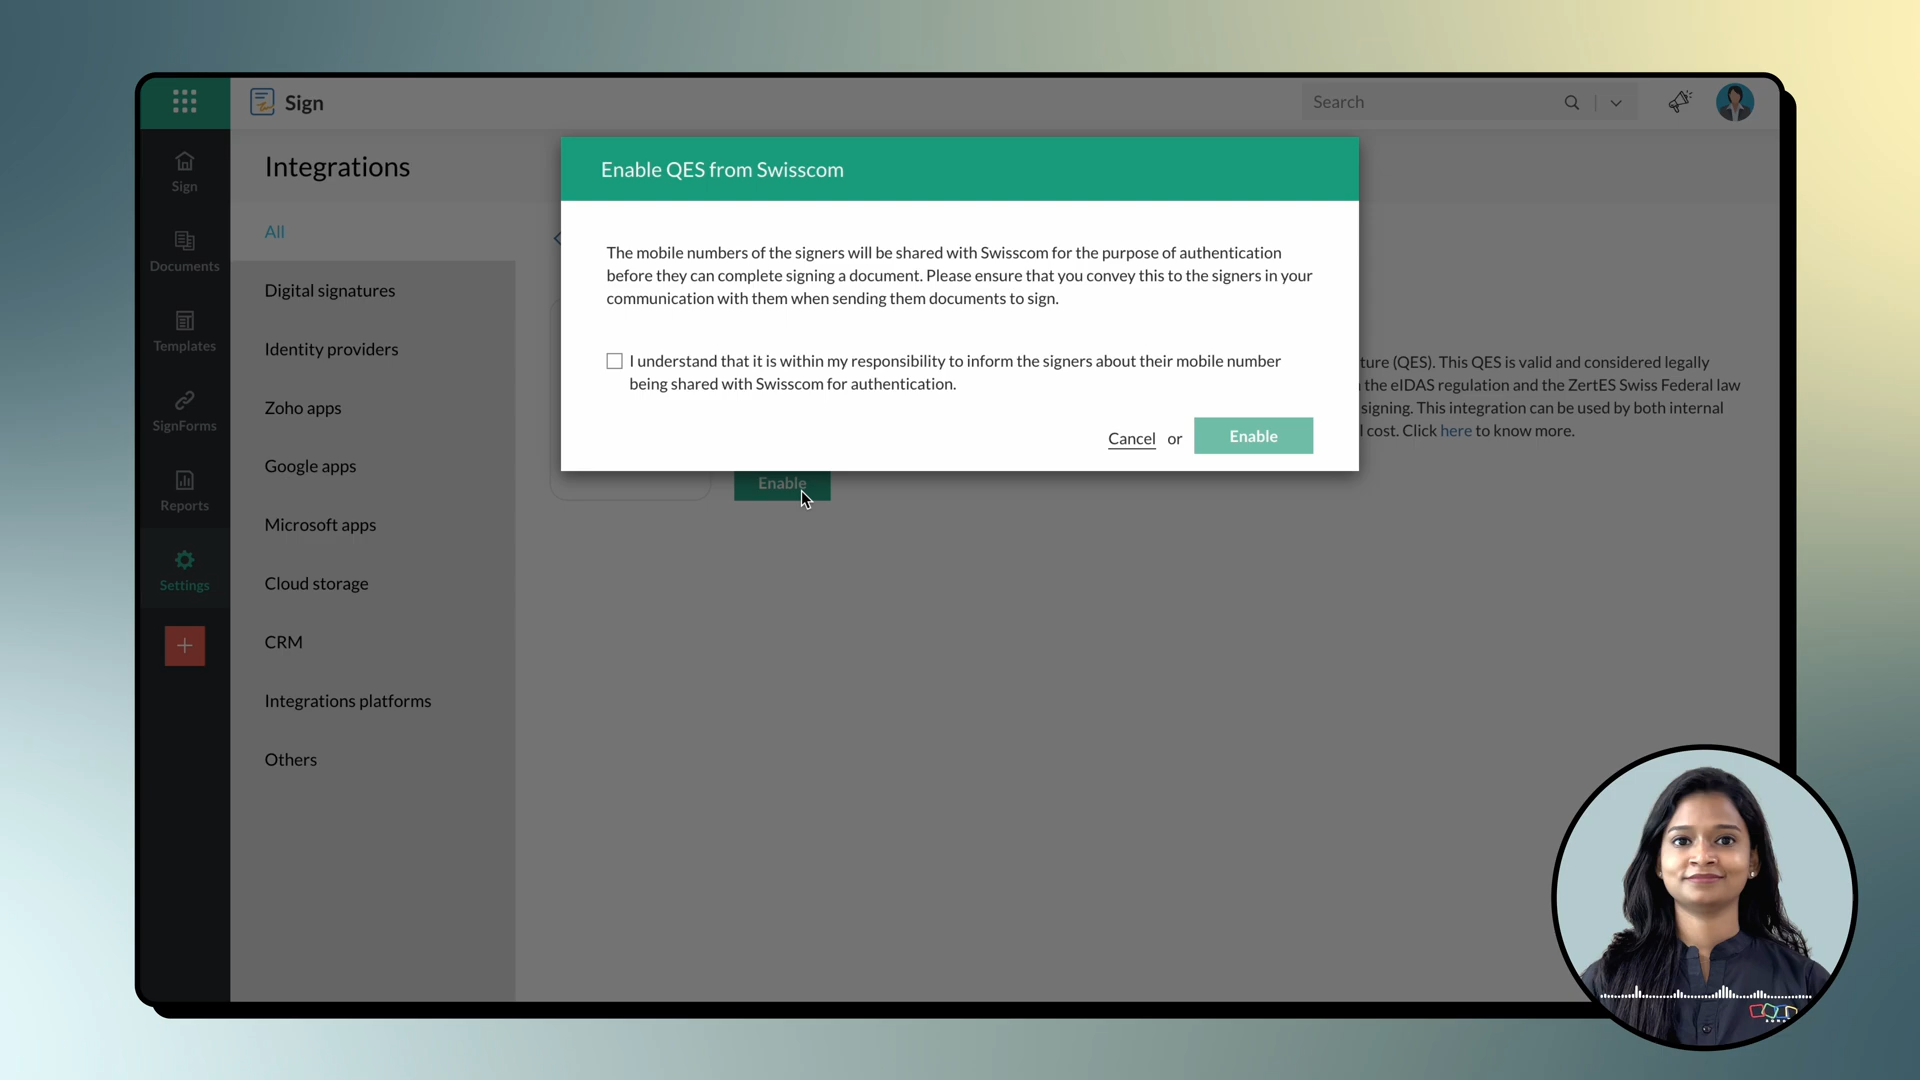 Sign
Search
Sign
Documents
Templates
SignForms
Reports
Settings
Integrations
All
Digital signatures
Identity providers
Zoho apps
Google apps
Microsoft apps
Cloud storage
CRM
Integrations platforms
Others
Enable QES from Swisscom
The mobile numbers of the signers will be shared with Swisscom for the purpose of authentication
before they can complete signing a document. Please ensure that you convey this to the signers in your
communication with them when sending them documents to sign.
I understand that it is within my responsibility to inform the signers about their mobile number
being shared with Swisscom for authentication.
Cancel or Enable
ture (QES). This QES is valid and considered legally
the eIDAS regulation and the ZertES Swiss Federal law
signing. This integration can be used by both internal
cost. Click here to know more.
Enable